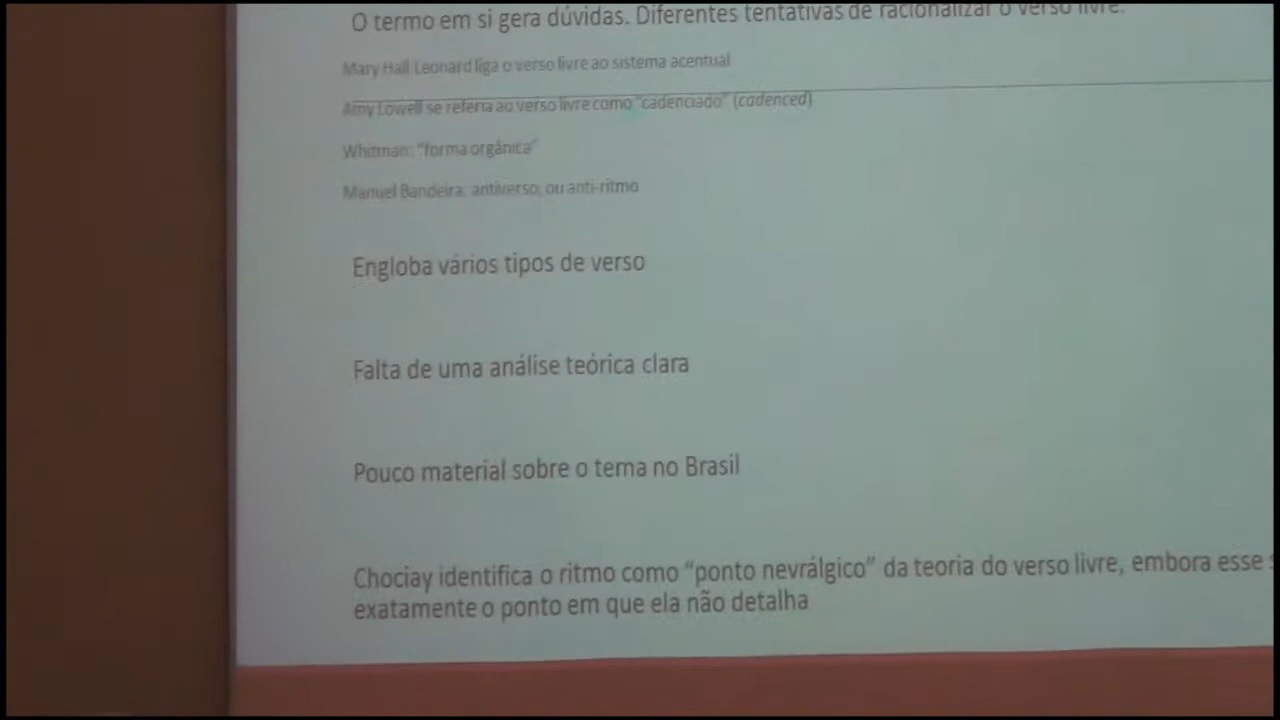 O termo em si gera dúvidas. Diferentes tentativas de racionalizar o verso livre.
Mary Hall Leonard liga o verso livre ao sistema acentual
Amy Lowell se referia ao verso livre como "cadenciado" (cadenced)
Whitman: "forma orgânica"
Manuel Bandeira: antiverso, ou anti-ritmo
Engloba vários tipos de verso
Falta de uma análise teórica clara
Pouco material sobre o tema no Brasil
Chociay identifica o ritmo como "ponto nevrálgico" da teoria do verso livre, embora esse
exatamente o ponto em que ela não detalha